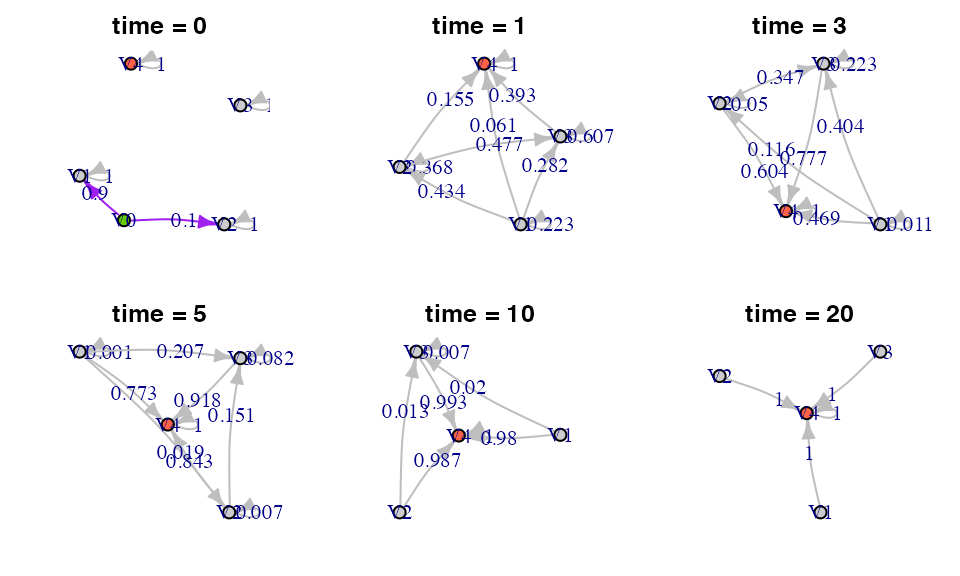 time = 0
V4 1
V3 1
V1 1
0.9
V0 0.1 V2 1
time = 1
V4 1
0.155 0.393
0.061
0.477
V3 0.607
V2 0.368
0.282
0.434
V1 0.223
time = 3
V3 0.223
0.347
V2 0.05
0.404
0.116
0.777
0.604
V4 1
0.469
V1 0.011
time = 5
V1 0.001 0.207 V3 0.082
0.773 0.918
0.151
V4 1
0.019
0.843
V2 0.007
time = 10
V3 0.007
0.02
0.013 0.993
V4 1 0.98 V1
0.987
V2
time = 20
V3
V2
1 1
V4 1
1
V1